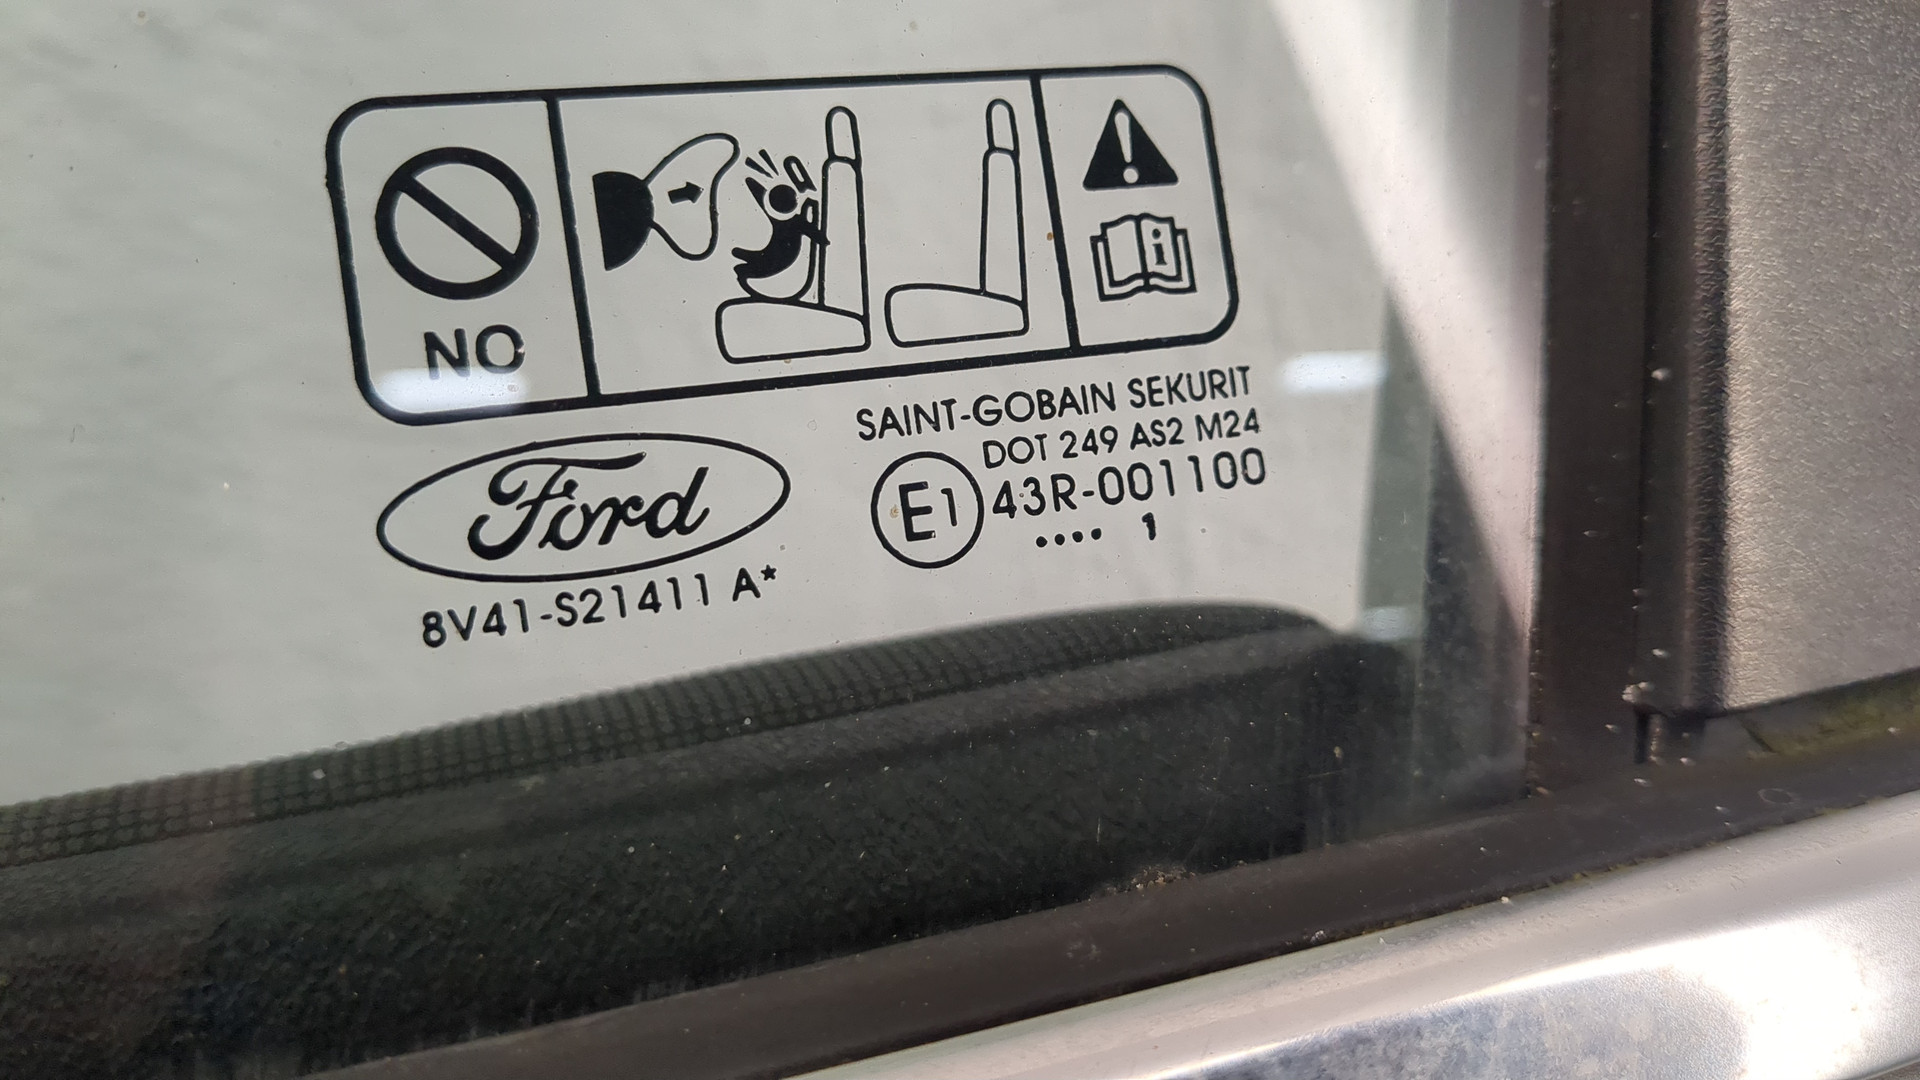 NO
SAINT-GOBAIN SEKURIT
DOT 249 AS2 M24
E1 43R-001100
.... 1
Ford
8V41-S21411 A*